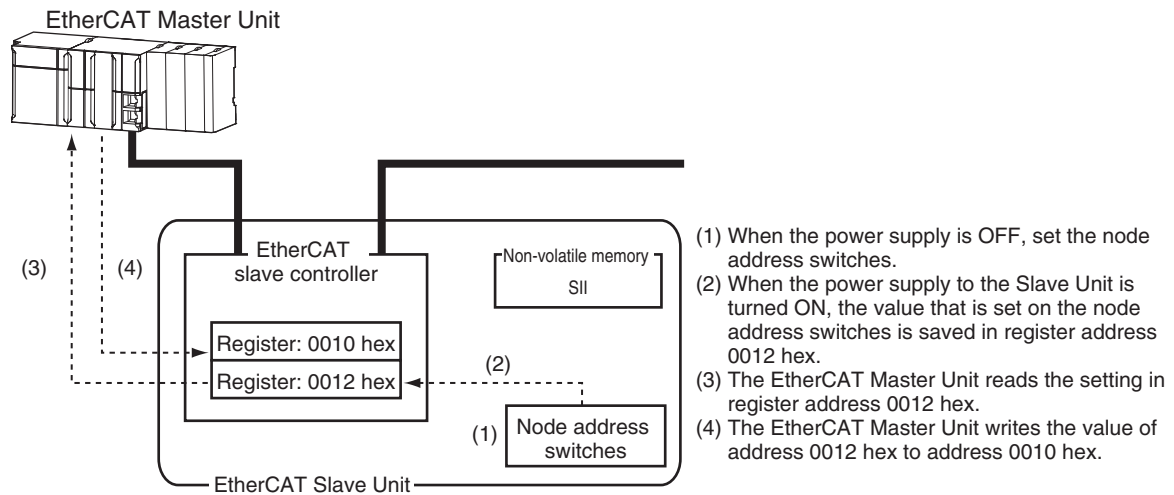 EtherCAT Master Unit
(3)
(4)
EtherCAT
slave controller
Register: 0010 hex
Register: 0012 hex
Non-volatile memory
SII
(2)
(1)
Node address
switches
EtherCAT Slave Unit
(1) When the power supply is OFF, set the node
address switches.
(2) When the power supply to the Slave Unit is
turned ON, the value that is set on the node
address switches is saved in register address
0012 hex.
(3) The EtherCAT Master Unit reads the setting in
register address 0012 hex.
(4) The EtherCAT Master Unit writes the value of
address 0012 hex to address 0010 hex.